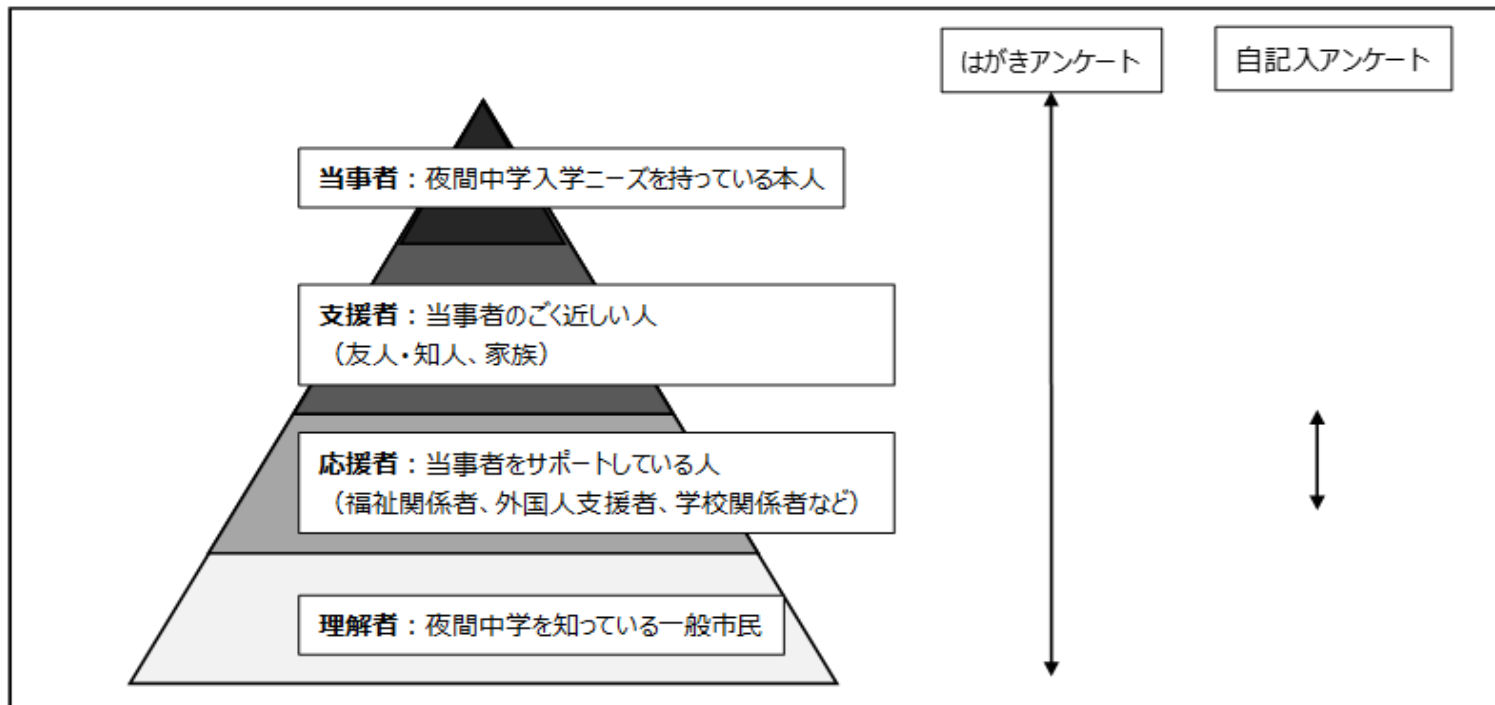 はがきアンケート
自記入アンケート
当事者：夜間中学入学ニーズを持っている本人
支援者：当事者のごく近しい人
（友人・知人、家族）
応援者：当事者をサポートしている人
（福祉関係者、外国人支援者、学校関係者など）
理解者：夜間中学を知っている一般市民